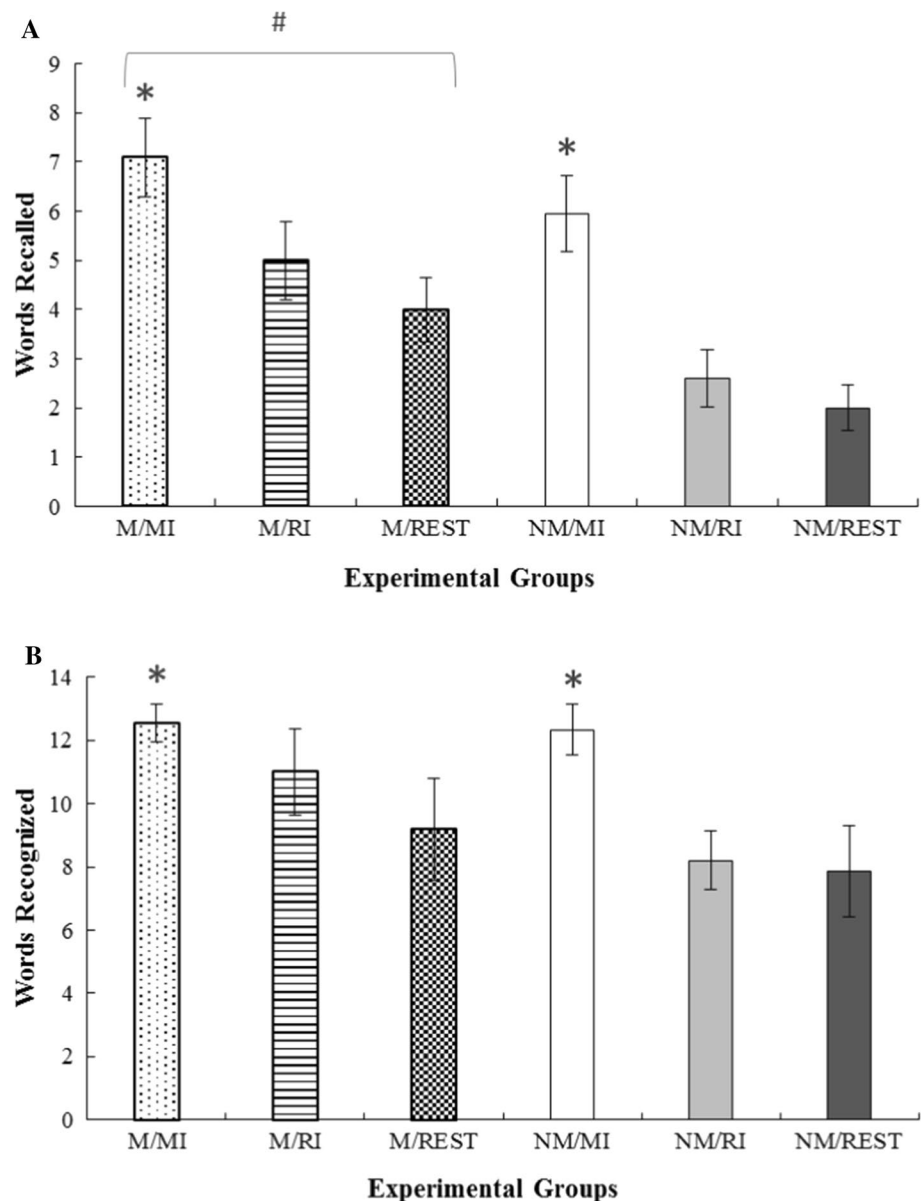 A
#
9
8
7
6
5
4
3
2
1
0
*
*
Words Recalled
M/MI M/RI M/REST NM/MI NM/RI NM/REST
Experimental Groups
B
14
12
10
8
6
4
2
0
*
*
Words Recognized
M/MI M/RI M/REST NM/MI NM/RI NM/REST
Experimental Groups